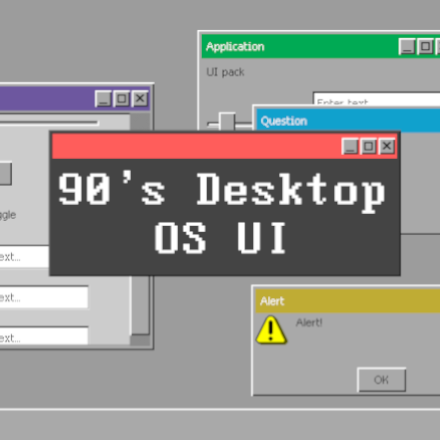 Application
UI pack
Enter text
Question
90's Desktop
OS UI
ggle
ext...
ext...
ext...
Alert
Alert!
OK